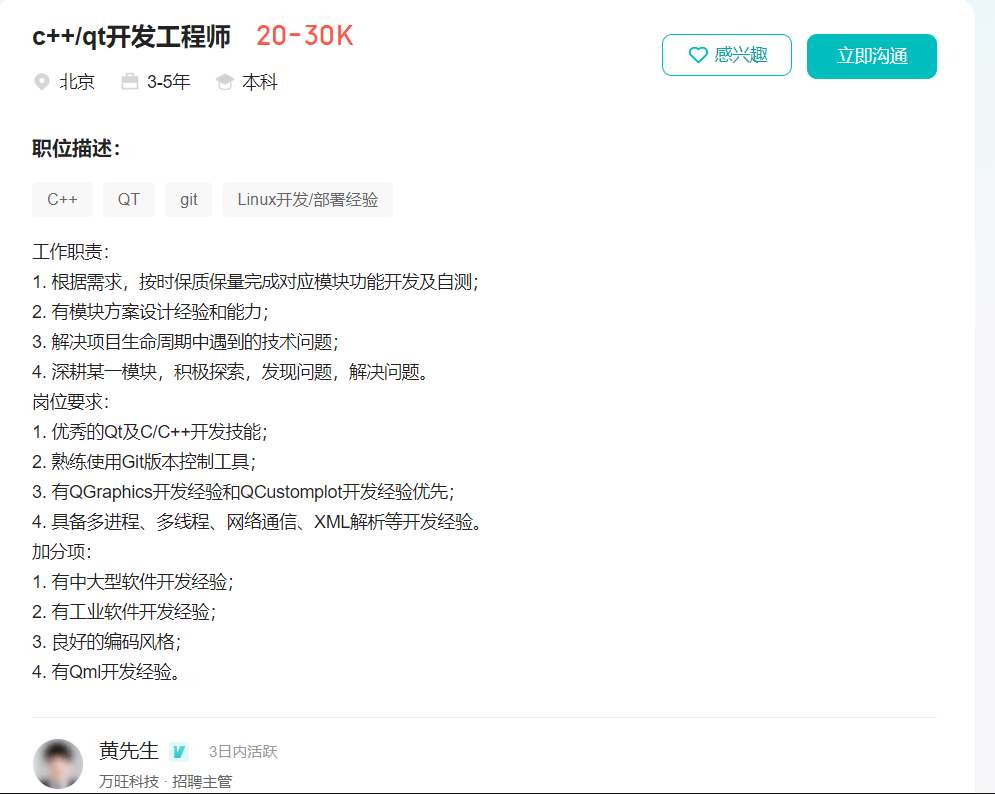 c++/qt开发工程师 20-30K
感兴趣 立即沟通
北京 3-5年 本科
职位描述：
C++ QT git Linux开发/部署经验
工作职责：
1. 根据需求，按时保质保量完成对应模块功能开发及自测；
2. 有模块方案设计经验和能力；
3. 解决项目生命周期中遇到的技术问题；
4. 深耕某一模块，积极探索，发现问题，解决问题。
岗位要求：
1. 优秀的Qt及C/C++开发技能；
2. 熟练使用Git版本控制工具；
3. 有QGraphics开发经验和QCustomplot开发经验优先；
4. 具备多进程、多线程、网络通信、XML解析等开发经验。
加分项：
1. 有中大型软件开发经验；
2. 有工业软件开发经验；
3. 良好的编码风格；
4. 有Qml开发经验。
黄先生 3日内活跃
万旺科技 · 招聘主管